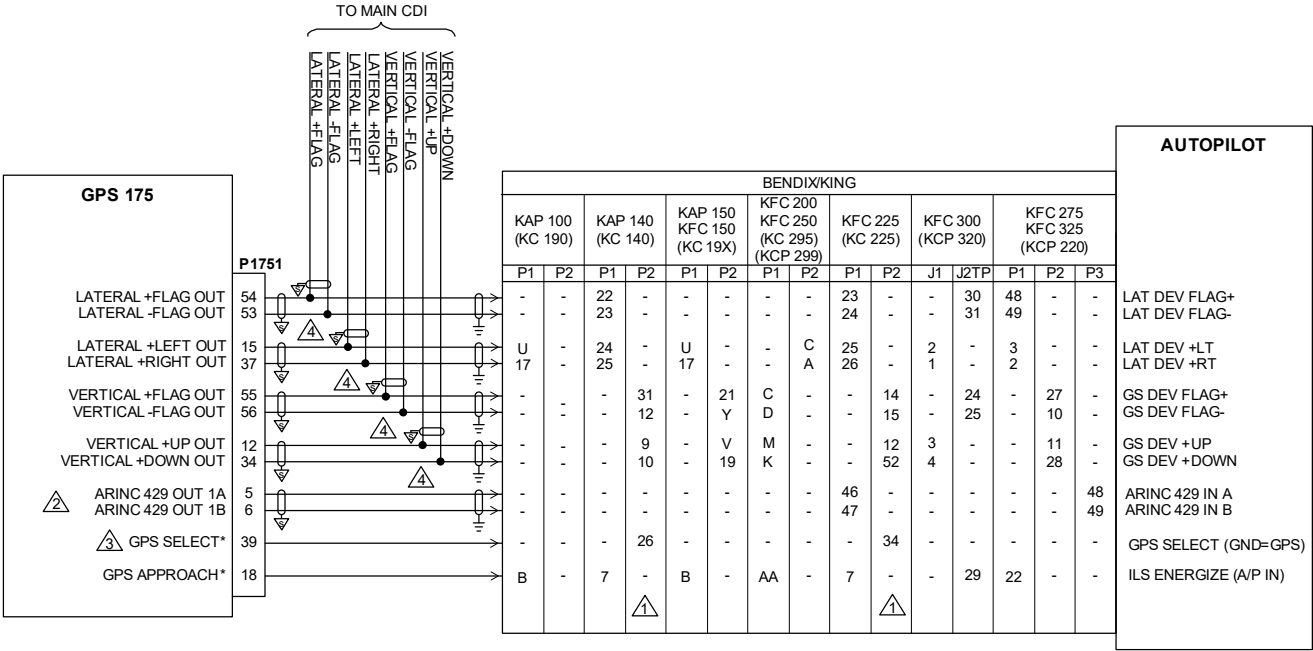 TO MAIN CDI
LATERAL +FLAG
LATERAL -FLAG
LATERAL +LEFT
LATERAL +RIGHT
VERTICAL +FLAG
VERTICAL -FLAG
VERTICAL +UP
VERTICAL +DOWN
GPS 175
P1751
AUTOPILOT
BENDIX/KING
KAP 100 (KC 190) KAP 140 (KC 140) KAP 150 KFC 150 (KC 19X) KFC 200 KFC 250 (KC 295) (KCP 299) KFC 225 (KC 225) KFC 300 (KCP 320) KFC 275 KFC 325 (KCP 220)
P1 P2 P1 P2 P1 P2 P1 P2 P1 P2 J1 J2TP P1 P2 P3
LATERAL +FLAG OUT 54 S - - 22 - - - - - 23 - - 30 48 - - LAT DEV FLAG+
LATERAL -FLAG OUT 53 S - - 23 - - - - - 24 - - 31 49 - - LAT DEV FLAG-
4
LATERAL +LEFT OUT 15 S U - 24 - U - - C 25 - 2 - 3 - - LAT DEV +LT
LATERAL +RIGHT OUT 37 S 17 - 25 - 17 - - A 26 - 1 - 2 - - LAT DEV +RT
4
VERTICAL +FLAG OUT 55 S - - - 31 - 21 C - - 14 - 24 - 27 - GS DEV FLAG+
VERTICAL -FLAG OUT 56 S - - - 12 - Y D - - 15 - 25 - 10 - GS DEV FLAG-
4
VERTICAL +UP OUT 12 S - - - 9 - V M - - 12 3 - - 11 - GS DEV +UP
VERTICAL +DOWN OUT 34 S - - - 10 - 19 K - - 52 4 - - 28 - GS DEV +DOWN
4
2
ARINC 429 OUT 1A 5 - - - - - - - - 46 - - - - - 48 ARINC 429 IN A
ARINC 429 OUT 1B 6 S - - - - - - - - 47 - - - - - 49 ARINC 429 IN B
3 GPS SELECT* 39 - - - 26 - - - - - 34 - - - - - GPS SELECT (GND=GPS)
GPS APPROACH* 18 B - 7 - B - AA - 7 - - 29 22 - - ILS ENERGIZE (A/P IN)
1 1